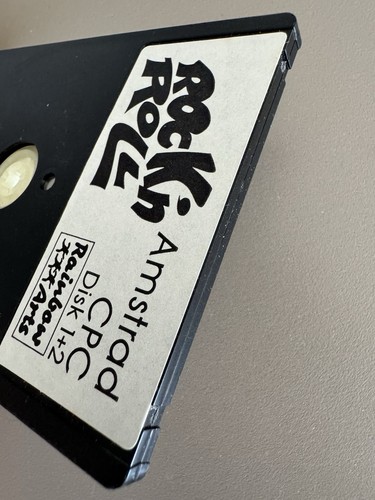 ROCK'n
ROLL
Amstrad
CPC
Disk 1+2
Rainbow
Arts